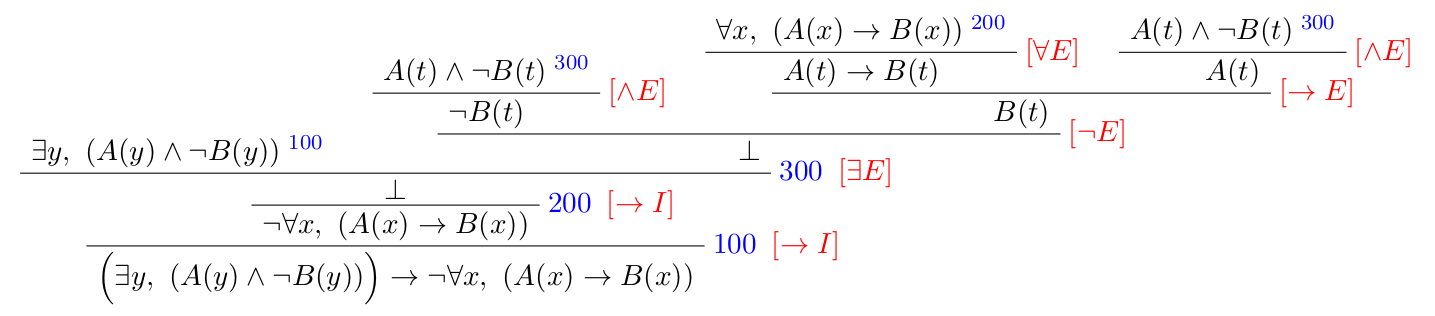 ∀x, (A(x) → B(x)) 200 [∀E] A(t) ∧ ¬B(t) 300 [∧E]
A(t) ∧ ¬B(t) 300 [∧E] A(t) → B(t) A(t) [→ E]
¬B(t) B(t) [¬E]
∃y, (A(y) ∧ ¬B(y)) 100 ⊥ 300 [∃E]
⊥ 200 [→ I]
¬∀x, (A(x) → B(x)) 100 [→ I]
(∃y, (A(y) ∧ ¬B(y))) → ¬∀x, (A(x) → B(x))